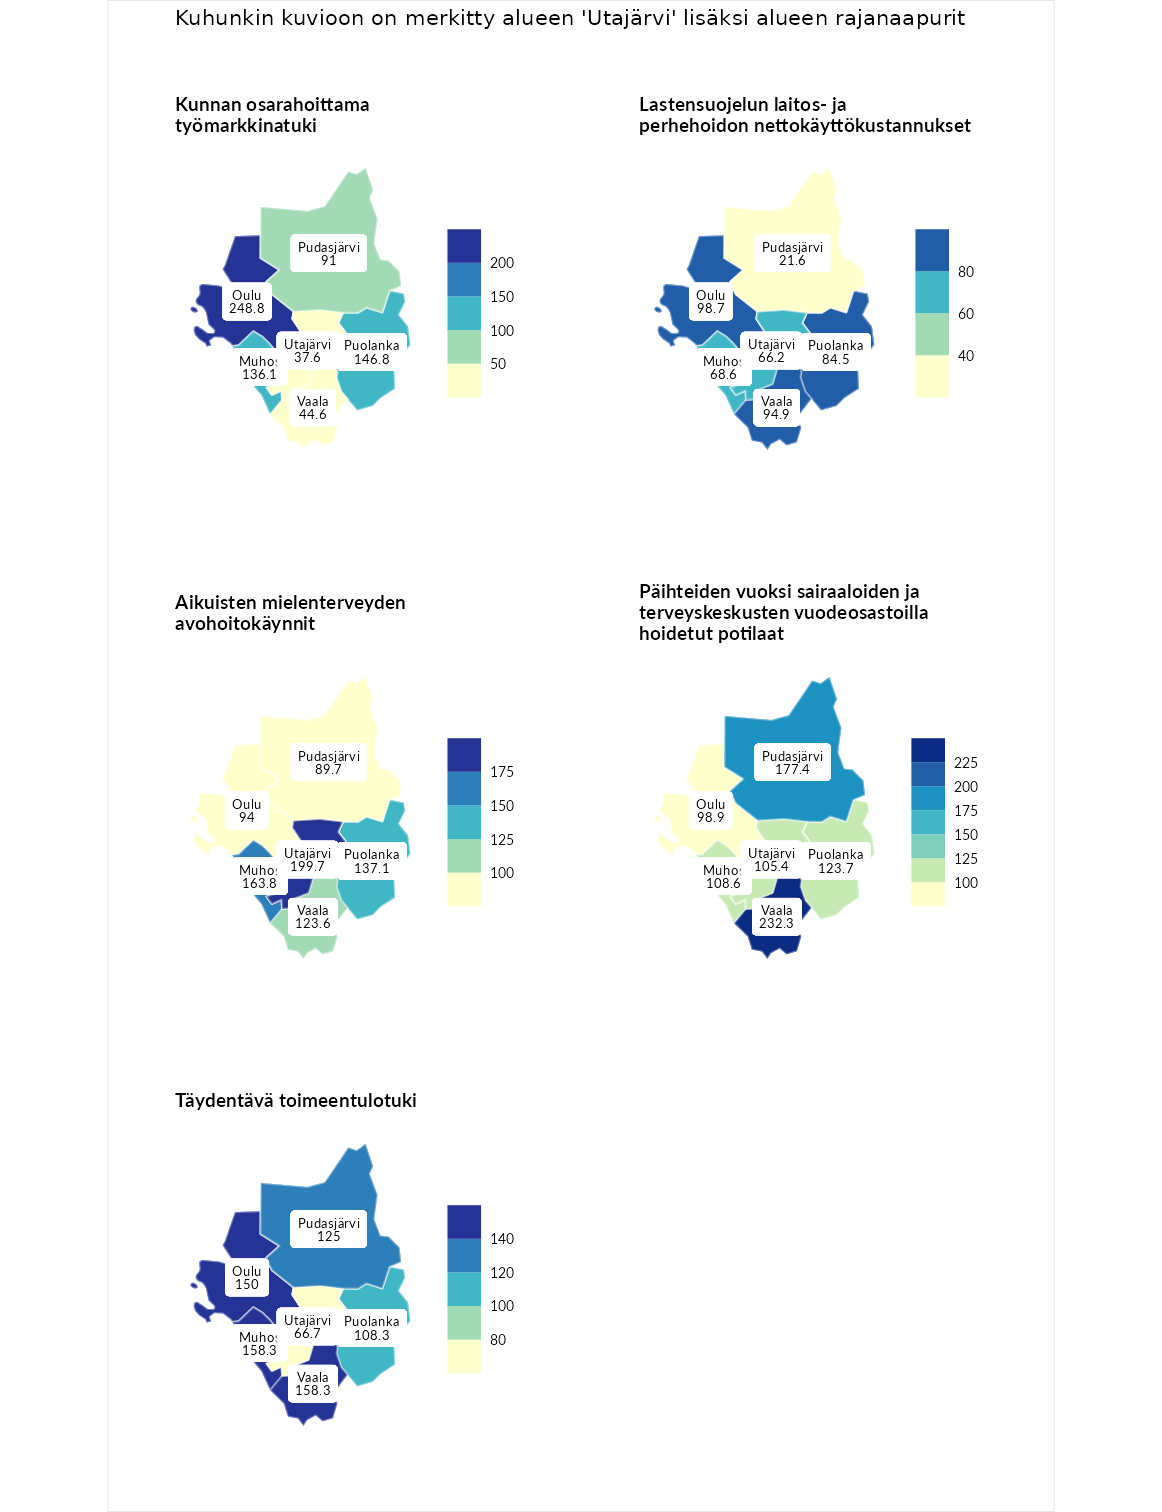 Kuhunkin kuvioon on merkitty alueen 'Utajärvi' lisäksi alueen rajanaapurit
Kunnan osarahoittama
työmarkkinatuki
Pudasjärvi
91
Oulu
248.8
Utajärvi
37.6
Puolanka
146.8
Muhos
136.1
Vaala
44.6
200
150
100
50
Lastensuojelun laitos- ja
perhehoidon nettokäyttökustannukset
Pudasjärvi
21.6
Oulu
98.7
Utajärvi
66.2
Puolanka
84.5
Muhos
68.6
Vaala
94.9
80
60
40
Aikuisten mielenterveyden
avohoitokäynnit
Pudasjärvi
89.7
Oulu
94
Utajärvi
199.7
Puolanka
137.1
Muhos
163.8
Vaala
123.6
175
150
125
100
Päihteiden vuoksi sairaaloiden ja
terveyskeskusten vuodeosastoilla
hoidetut potilaat
Pudasjärvi
177.4
Oulu
98.9
Utajärvi
105.4
Puolanka
123.7
Muhos
108.6
Vaala
232.3
225
200
175
150
125
100
Täydentävä toimeentulotuki
Pudasjärvi
125
Oulu
150
Utajärvi
66.7
Puolanka
108.3
Muhos
158.3
Vaala
158.3
140
120
100
80